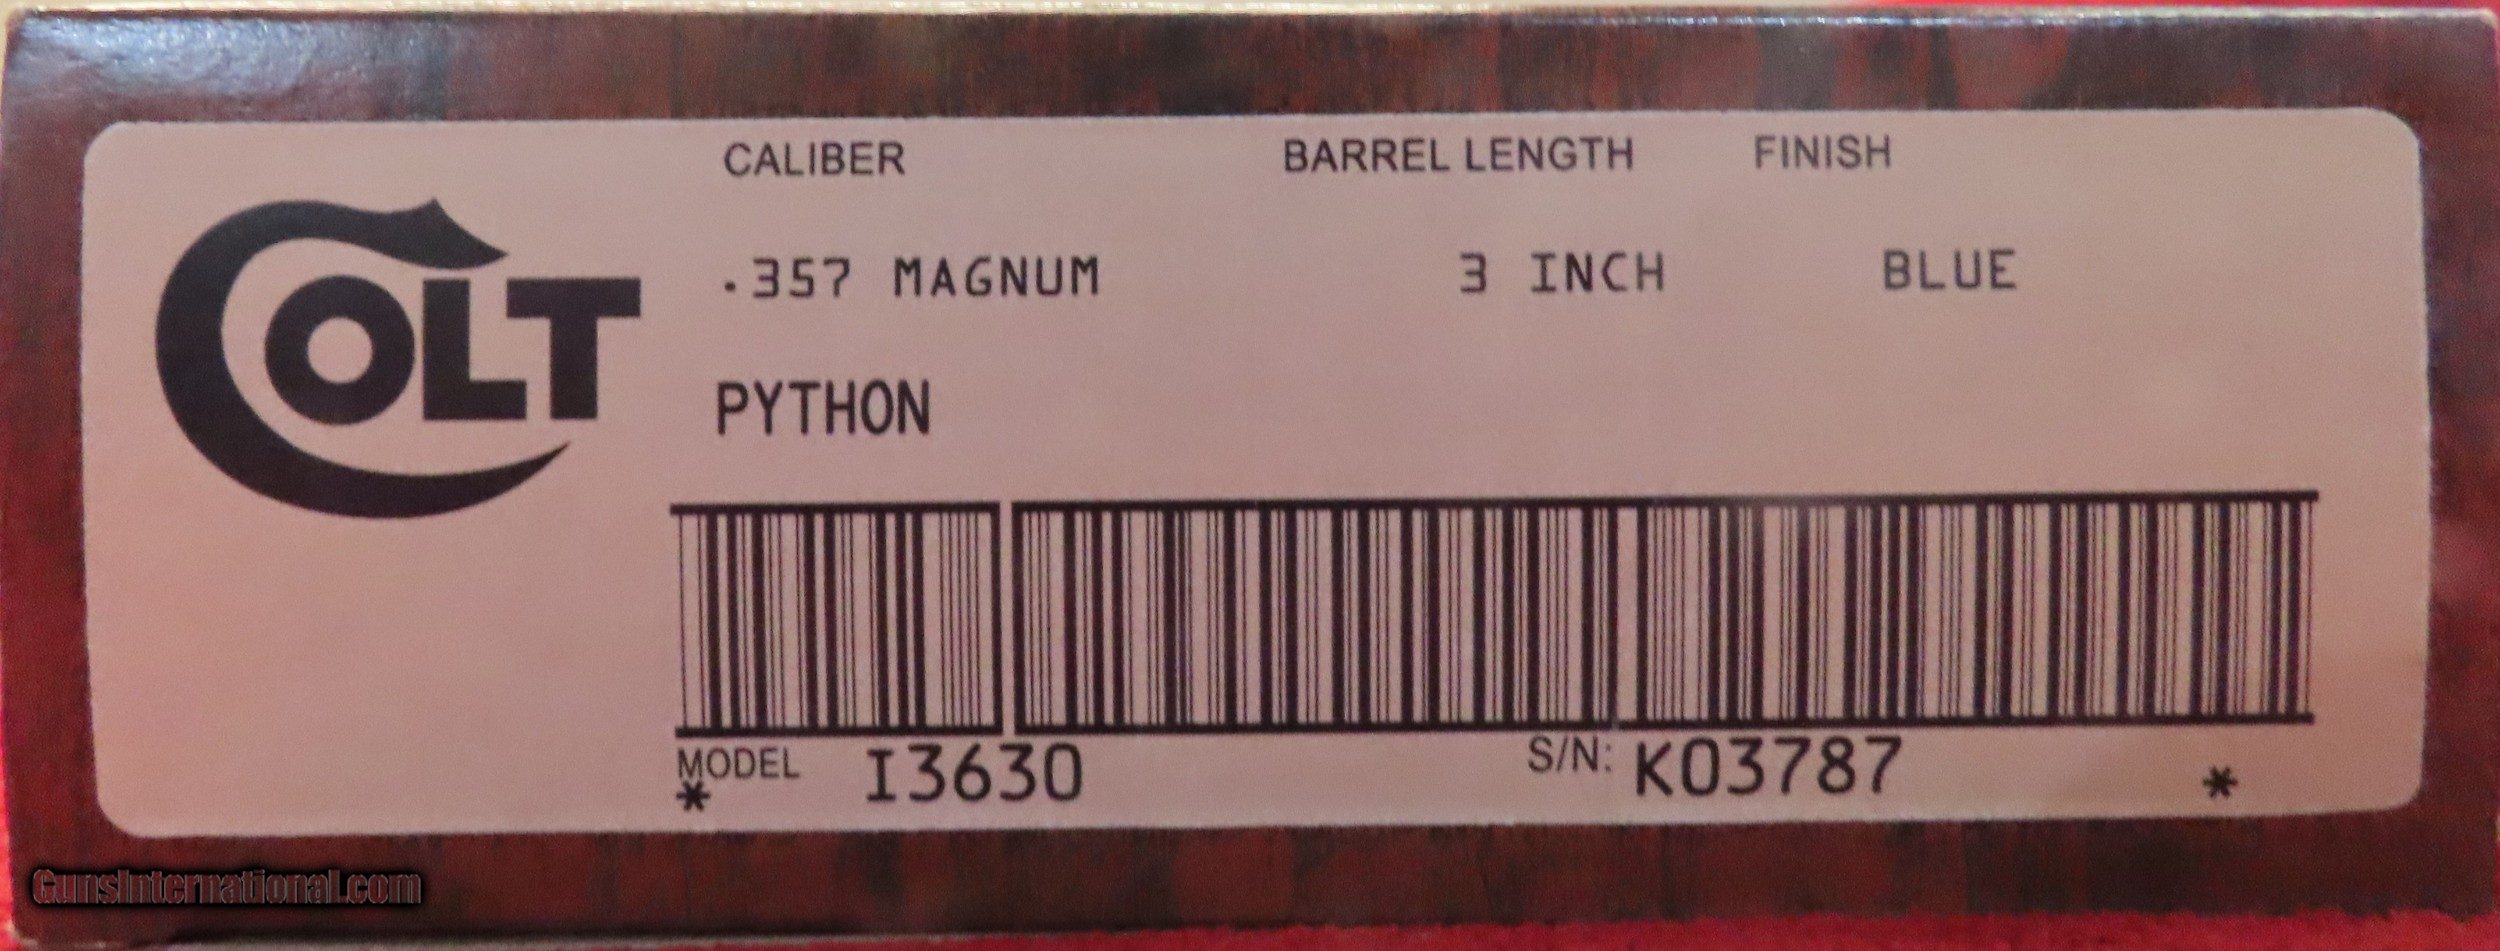 COLT
CALIBER BARREL LENGTH FINISH
.357 MAGNUM 3 INCH BLUE
PYTHON
MODEL I3630 S/N: K03787
* *
GunsInternational.com